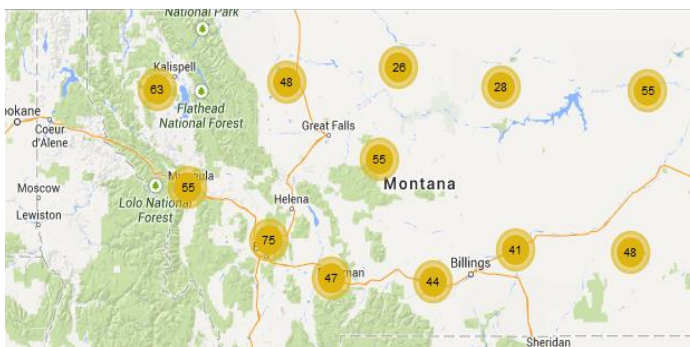 National Park
Kalispell
63
48
26
28
55
Flathead
National Forest
Coeur
d'Alene
Great Falls
55
Montana
55
Moscow
Lolo National
Forest
Lewiston
Helena
75
47
44
Billings
41
48
Sheridan